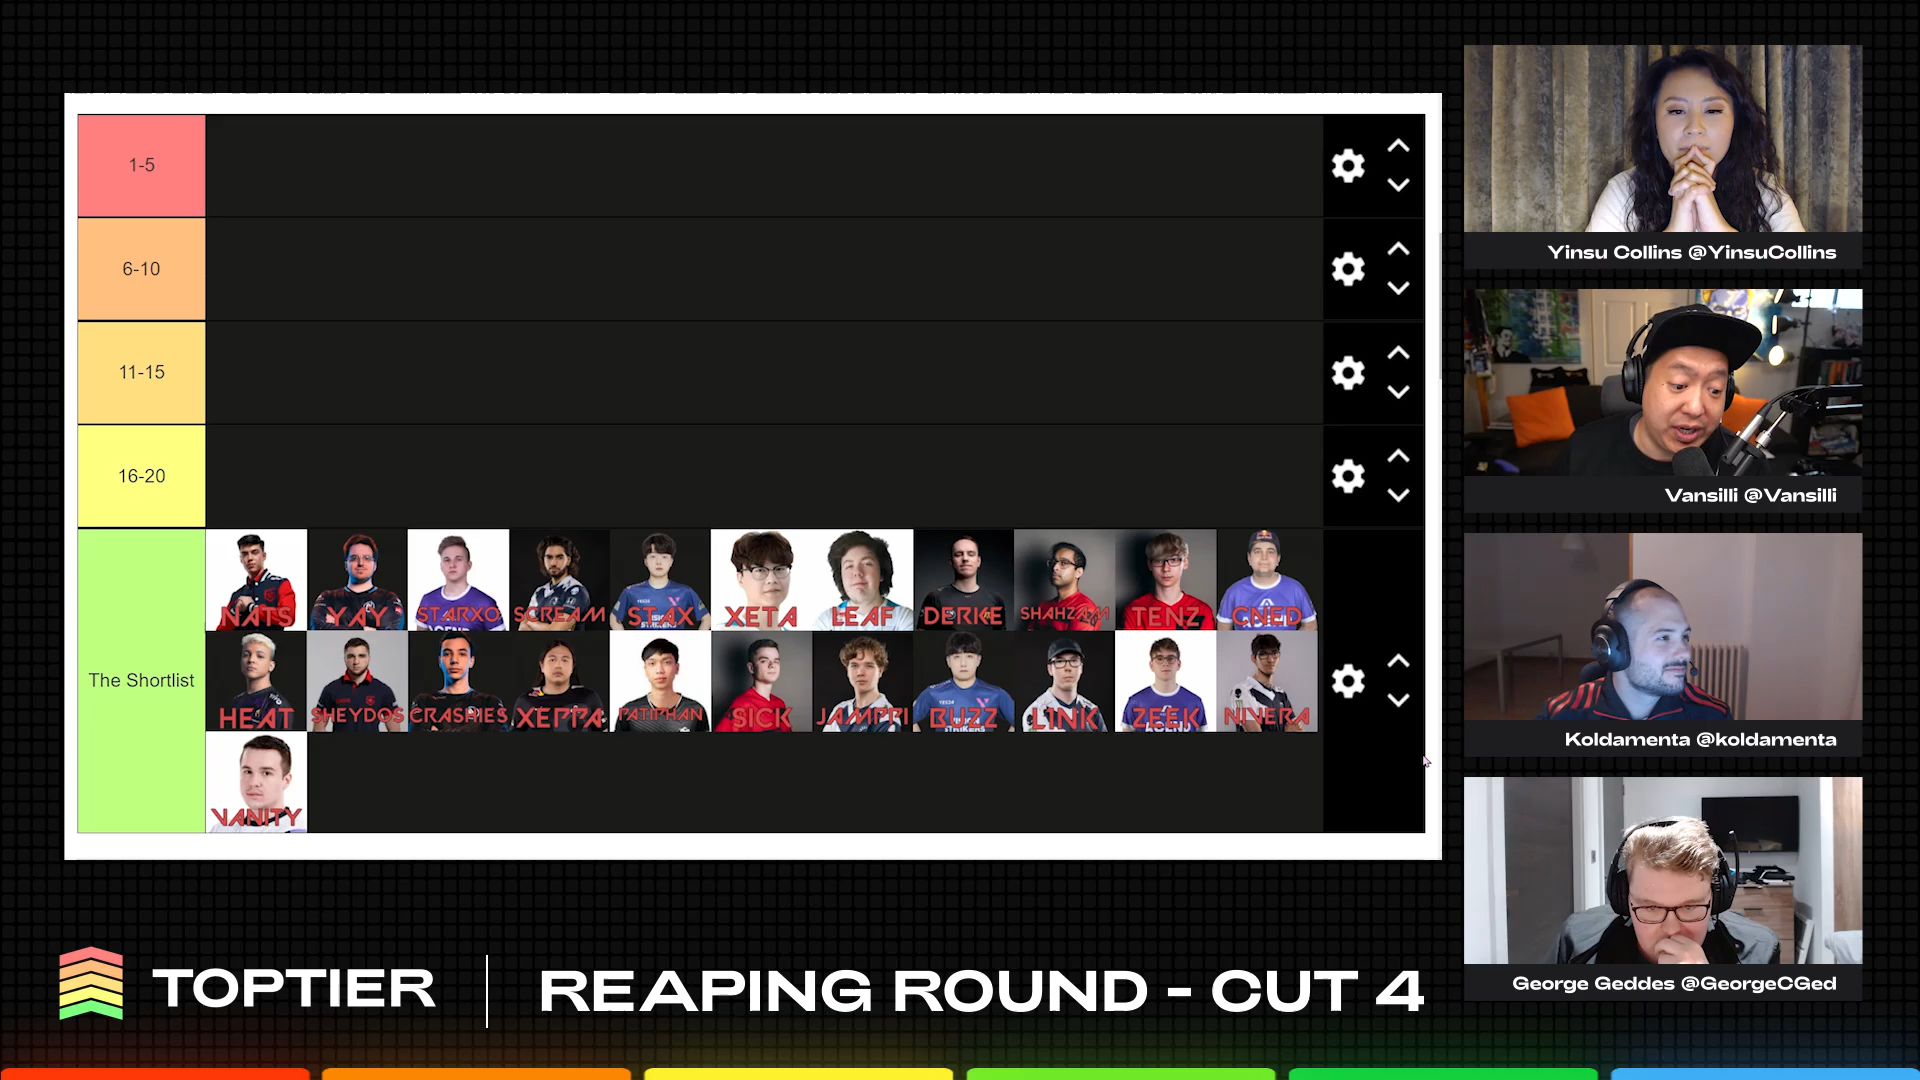 1-5
6-10
11-15
16-20
The Shortlist
NATS YAY STARXO SCREAM STAX XETA LEAF DERKE SHAHZAM TENZ CNED
HEAT SHEYDOS CRASHIES XEPPA PATIPHAN SICK JAMPPI BUZZ L1NK ZEEK NIVERA
VANITY
Yinsu Collins @YinsuCollins
Vansilli @Vansilli
Koldamenta @koldamenta
George Geddes @GeorgeCGed
TOPTIER
REAPING ROUND - CUT 4